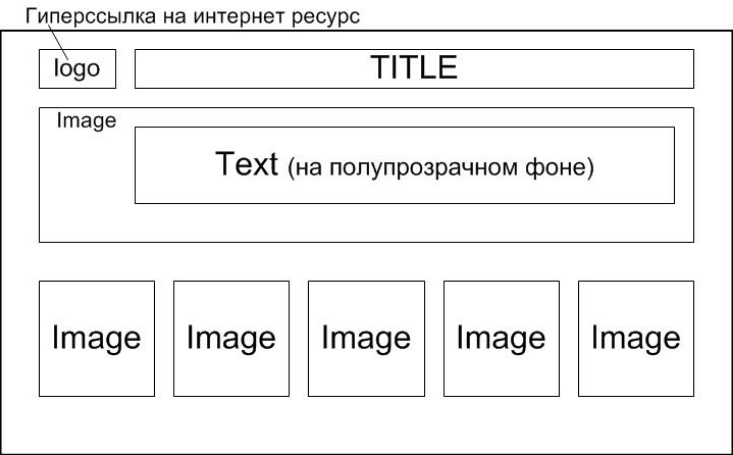 Гиперссылка на интернет ресурс
logo
TITLE
Image
Text (на полупрозрачном фоне)
Image
Image
Image
Image
Image